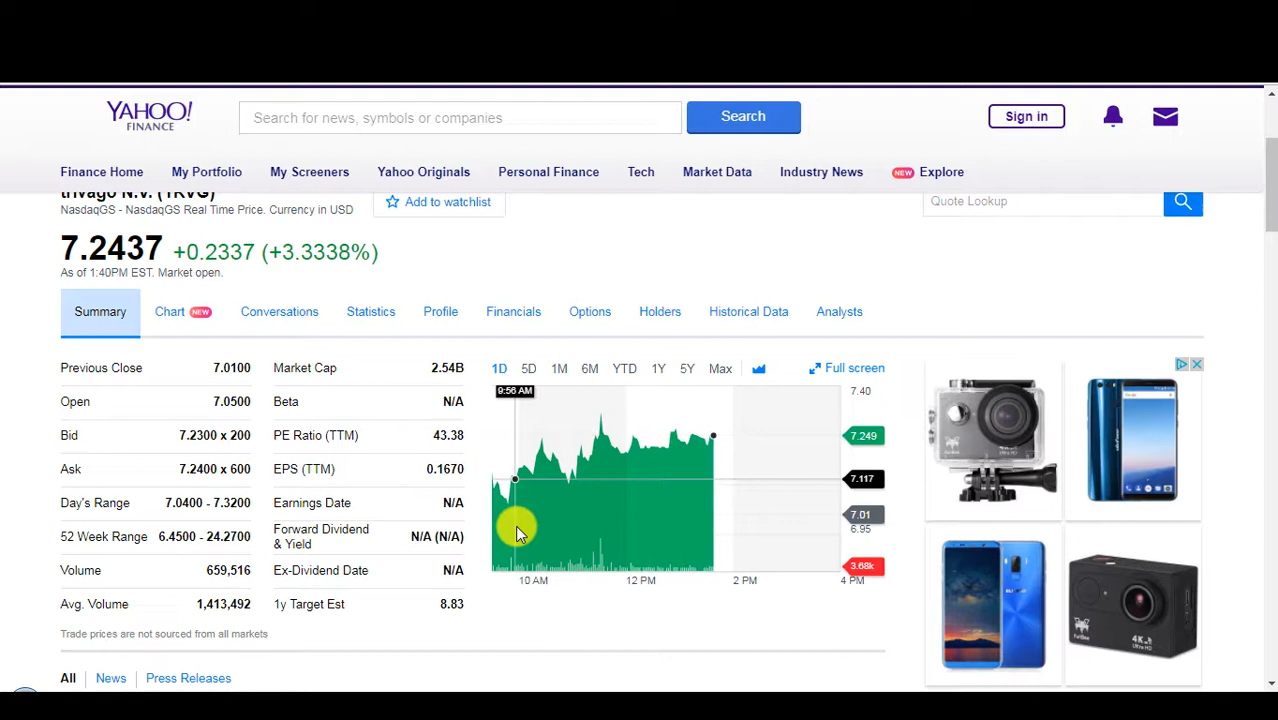 YAHOO!
FINANCE
Search for news, symbols or companies
Search
Sign in
Finance Home
My Portfolio
My Screeners
Yahoo Originals
Personal Finance
Tech
Market Data
Industry News
NEW Explore
trivago N.V. (TRVG)
NasdaqGS - NasdaqGS Real Time Price. Currency in USD
Add to watchlist
Quote Lookup
7.2437 +0.2337 (+3.3338%)
As of 1:40PM EST. Market open.
Summary
Chart NEW
Conversations
Statistics
Profile
Financials
Options
Holders
Historical Data
Analysts
Previous Close 7.0100
Open 7.0500
Bid 7.2300 x 200
Ask 7.2400 x 600
Day's Range 7.0400 - 7.3200
52 Week Range 6.4500 - 24.2700
Volume 659,516
Avg. Volume 1,413,492
Market Cap 2.54B
Beta N/A
PE Ratio (TTM) 43.38
EPS (TTM) 0.1670
Earnings Date N/A
Forward Dividend
& Yield N/A (N/A)
Ex-Dividend Date N/A
1y Target Est 8.83
Trade prices are not sourced from all markets
1D 5D 1M 6M YTD 1Y 5Y Max
Full screen
9:56 AM
7.40
7.249
7.117
7.01
6.95
3.68k
10 AM 12 PM 2 PM 4 PM
4K
Ultra HD
All
News
Press Releases